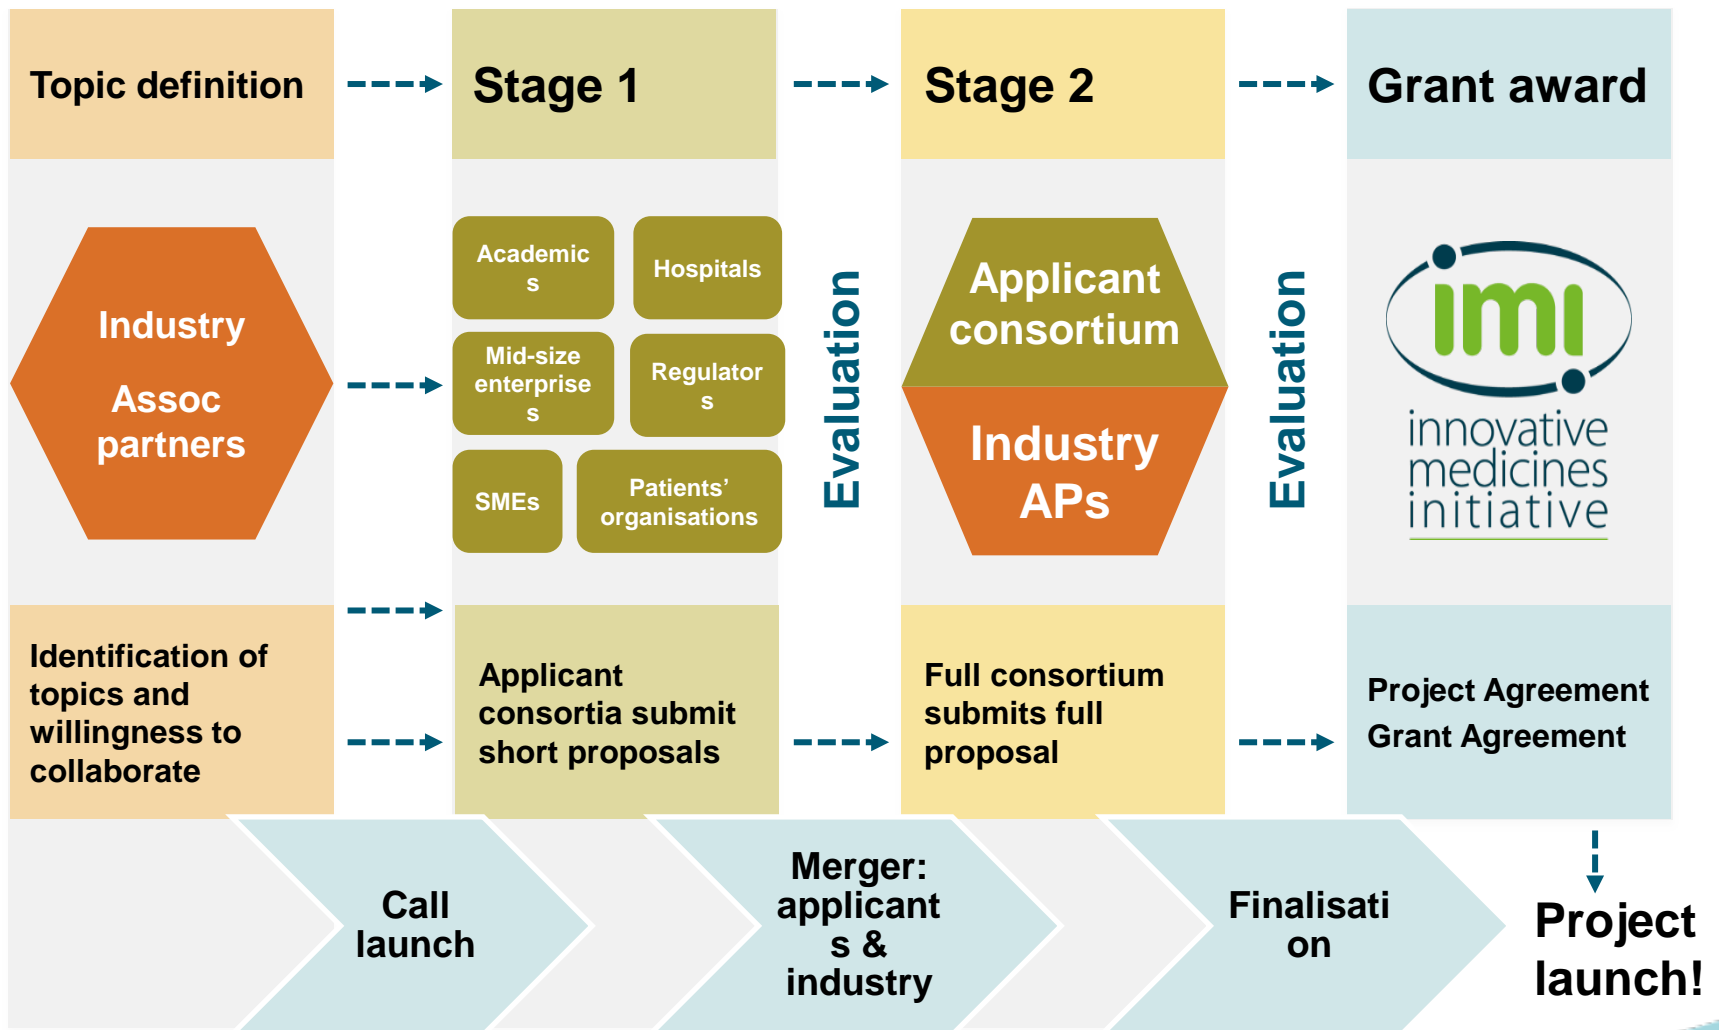 Topic definition
Stage 1
Stage 2
Grant award
Industry
Assoc
partners
Academic
s
Hospitals
Mid-size
enterprise
s
Regulator
s
SMEs
Patients’
organisations
Evaluation
Applicant
consortium
Industry
APs
Evaluation
imi
innovative
medicines
initiative
Identification of
topics and
willingness to
collaborate
Applicant
consortia submit
short proposals
Full consortium
submits full
proposal
Project Agreement
Grant Agreement
Call
launch
Merger:
applicant
s &
industry
Finalisati
on
Project
launch!